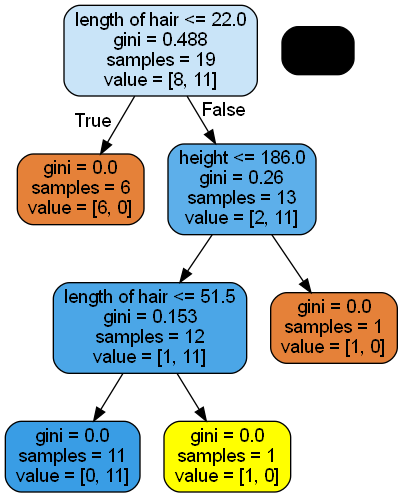 length of hair <= 22.0
gini = 0.488
samples = 19
value = [8, 11]
True
False
gini = 0.0
samples = 6
value = [6, 0]
height <= 186.0
gini = 0.26
samples = 13
value = [2, 11]
length of hair <= 51.5
gini = 0.153
samples = 12
value = [1, 11]
gini = 0.0
samples = 1
value = [1, 0]
gini = 0.0
samples = 11
value = [0, 11]
gini = 0.0
samples = 1
value = [1, 0]